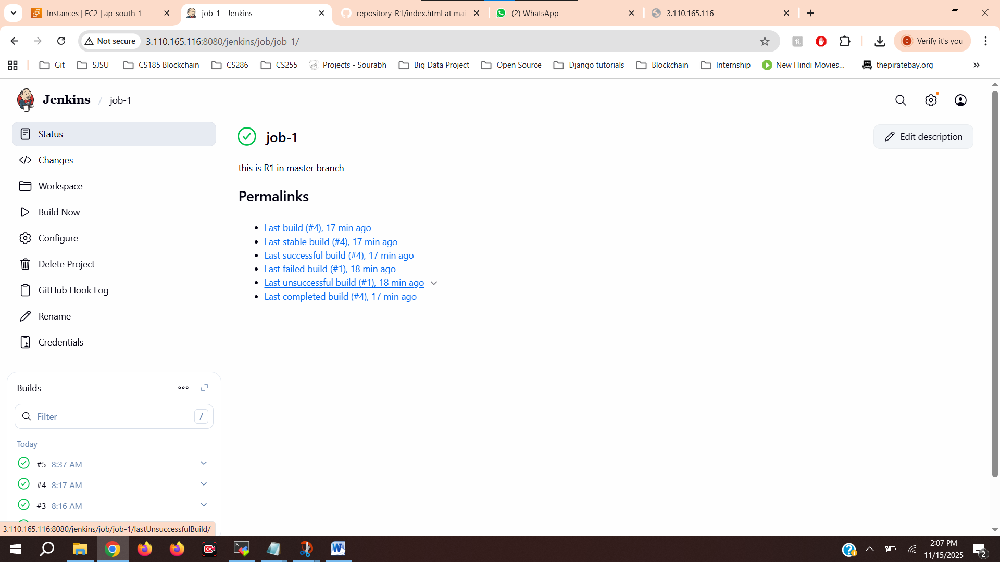 Instances | EC2 | ap-south-1
job-1 - Jenkins
repository-R1/index.html at mai
(2) WhatsApp
3.110.165.116
Not secure
3.110.165.116:8080/jenkins/job/job-1/
Verify it's you
Git
SJSU
CS185 Blockchain
CS286
CS255
Projects - Sourabh
Big Data Project
Open Source
Django tutorials
Blockchain
Internship
New Hindi Movies...
thepiratebay.org
Jenkins / job-1
Status
Changes
Workspace
Build Now
Configure
Delete Project
GitHub Hook Log
Rename
Credentials
job-1
Edit description
this is R1 in master branch
Permalinks
Last build (#4), 17 min ago
Last stable build (#4), 17 min ago
Last successful build (#4), 17 min ago
Last failed build (#1), 18 min ago
Last unsuccessful build (#1), 18 min ago
Last completed build (#4), 17 min ago
Builds
Filter
/
Today
#5 8:37 AM
#4 8:17 AM
#3 8:16 AM
3.110.165.116:8080/jenkins/job/job-1/lastUnsuccessfulBuild/
2:07 PM
11/15/2025
2